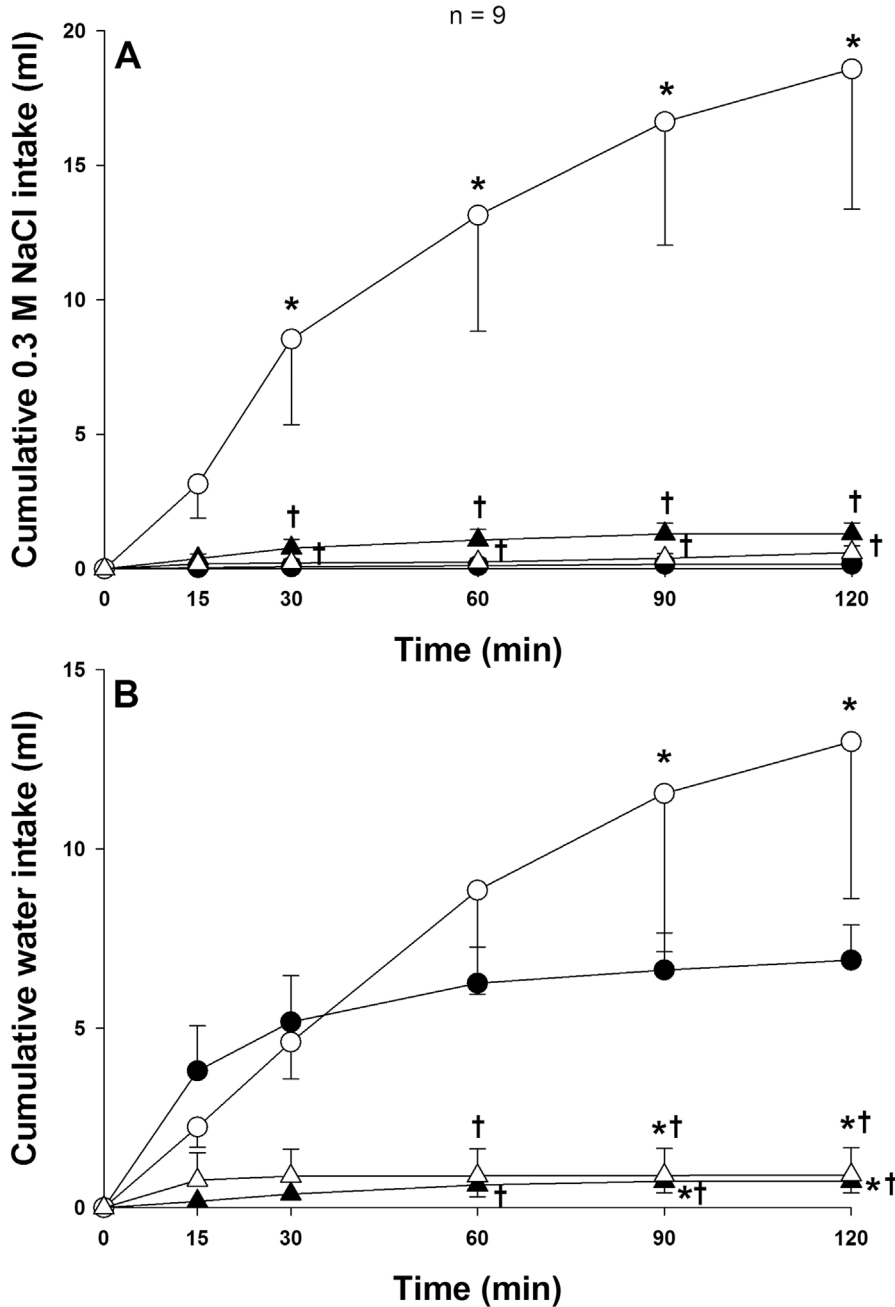 n = 9
A
Cumulative 0.3 M NaCl intake (ml)
20
15
10
5
0
* * * * *
† † † †
† † † †
0 15 30 60 90 120
Time (min)
B
Cumulative water intake (ml)
15
10
5
0
* *
† *† *†
† *† *†
0 15 30 60 90 120
Time (min)